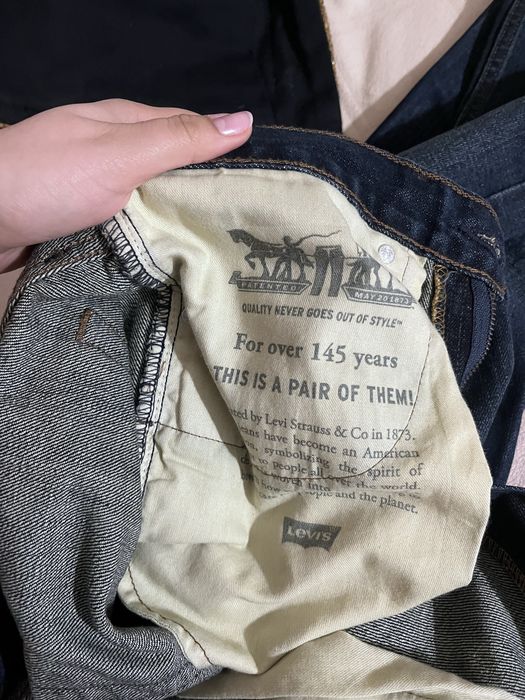 PATENTED MAY 20 1873
QUALITY NEVER GOES OUT OF STYLE™
For over 145 years
THIS IS A PAIR OF THEM!
by Levi Strauss & Co in 1873.
have become an American
symbolizing the spirit of
people all
the world.
and the planet.
LEVI'S